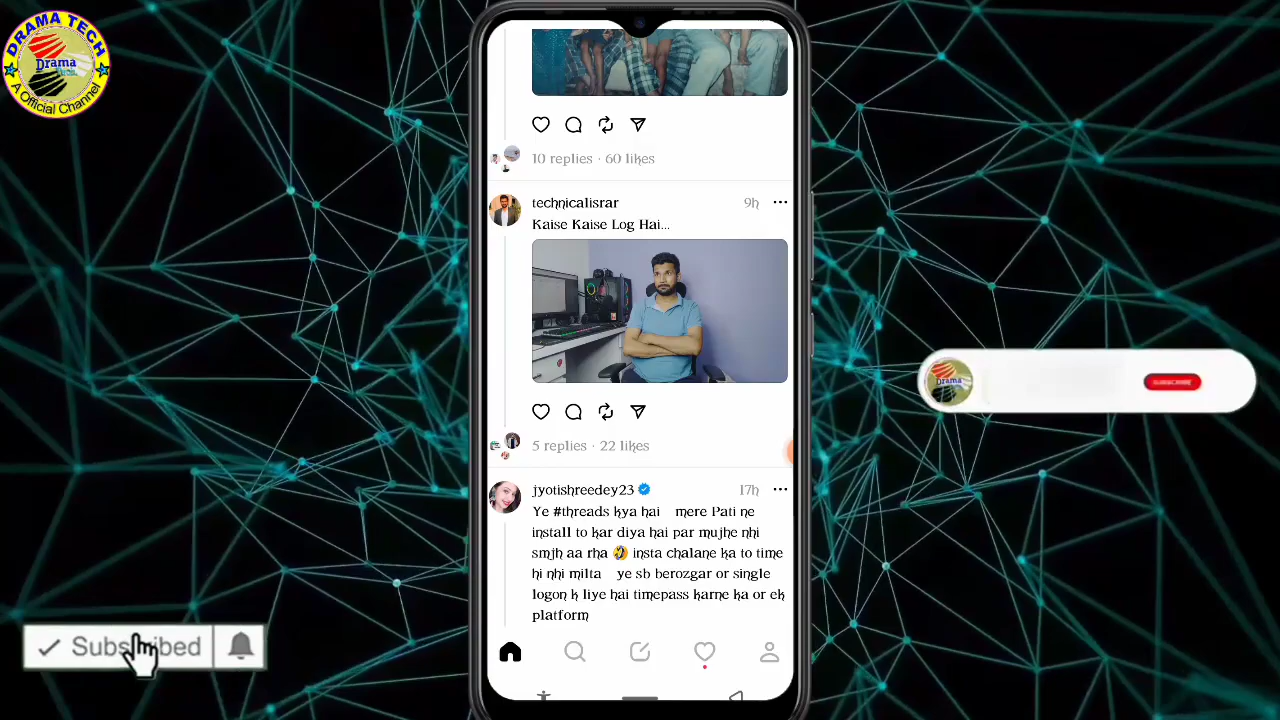 DRAMA TECH
Drama
Tech
A Official Channel
10 replies · 60 likes
technicalisrar 9h
Kaise Kaise Log Hai...
5 replies · 22 likes
jyotishreedey23 17h
Ye #threads kya hai mere Pati ne
install to kar diya hai par mujhe nhi
smjh aa rha 🤣 insta chalane ka to time
hi nhi milta ye sb berozgar or single
logon k liye hai timepass karne ka or ek
platform
Drama
SUBSCRIBE
Subscribed